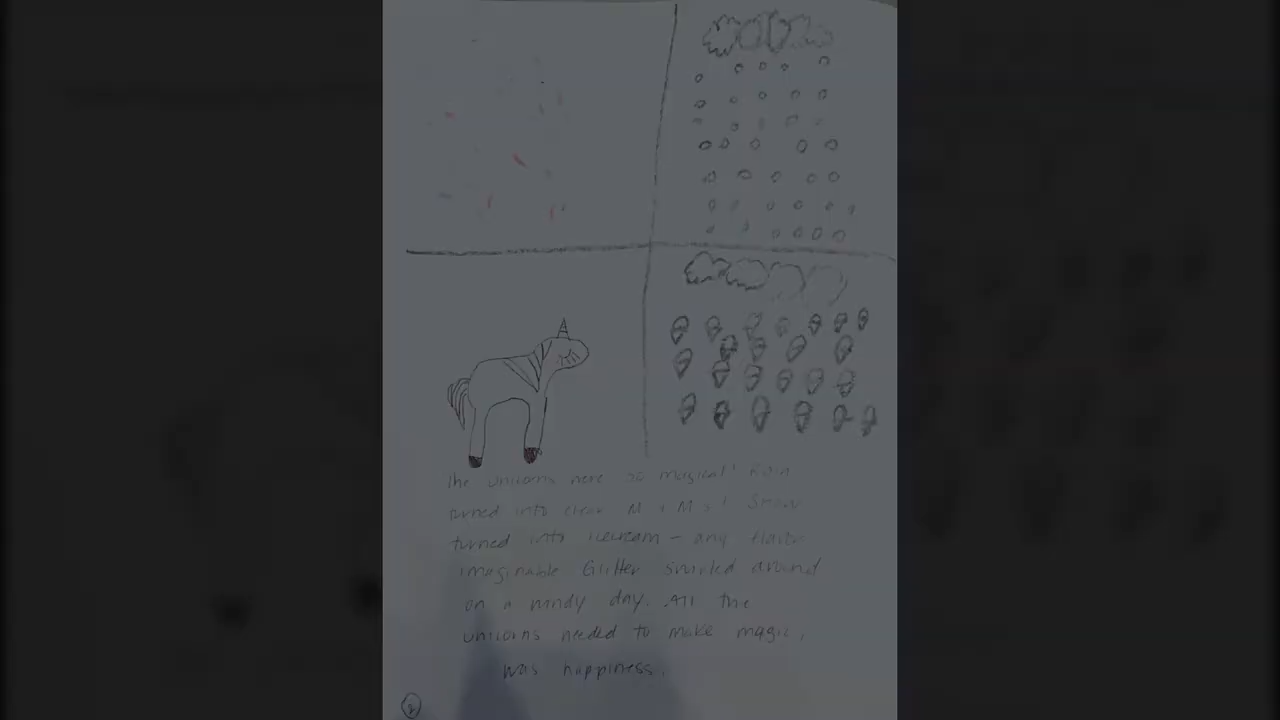 The unicorns were so magical! Rain
turned into clear M & M s! Snow
turned into icecream - any flavor
imaginable Glitter swirled around
on a windy day. All the
unicorns needed to make magic,
was happiness.
2